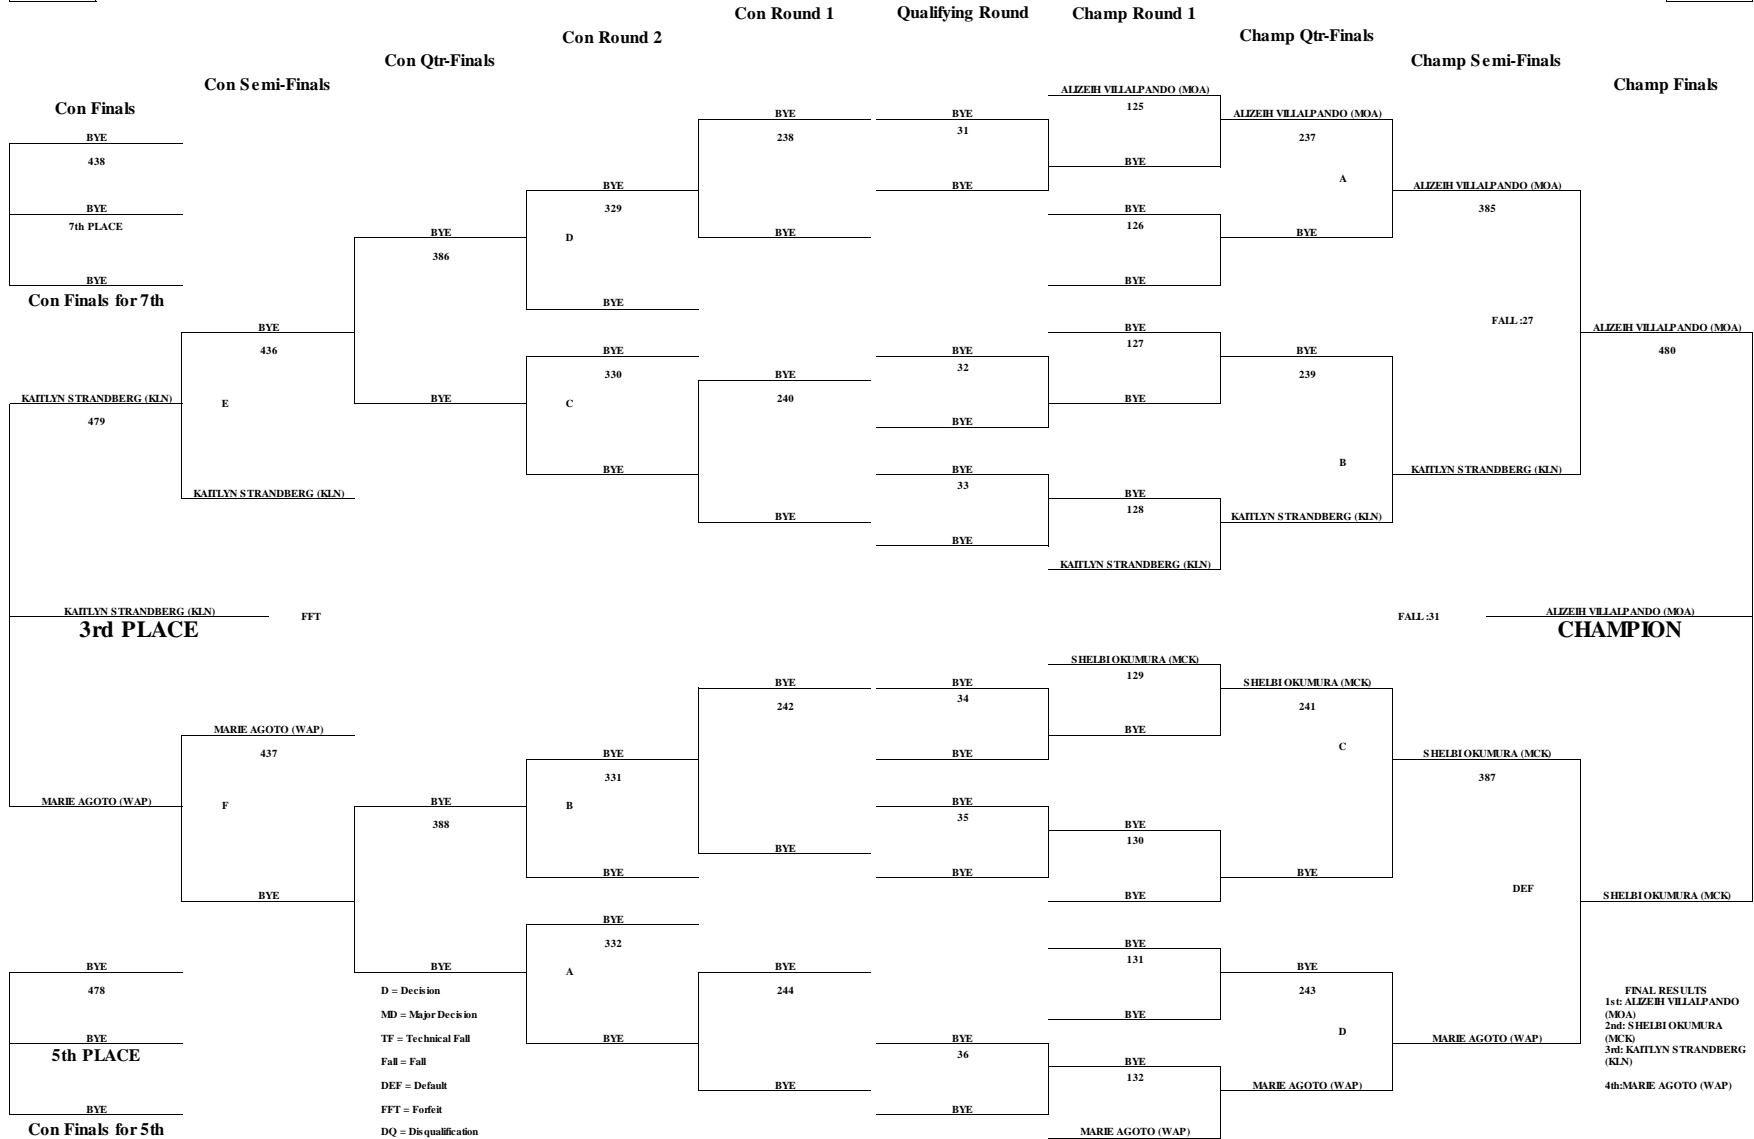 Con Round 1
Qualifying Round
Champ Round 1
Con Round 2
Champ Qtr-Finals
Con Qtr-Finals
Champ Semi-Finals
Con Semi-Finals
Champ Finals
Con Finals
BYE
438
BYE
7th PLACE
BYE
Con Finals for 7th
KAITLYN STRANDBERG (KLN)
479
KAITLYN STRANDBERG (KLN)
3rd PLACE
FFT
MARIE AGOTO (WAP)
BYE
478
BYE
5th PLACE
BYE
Con Finals for 5th
BYE
436
E
KAITLYN STRANDBERG (KLN)
MARIE AGOTO (WAP)
437
F
BYE
BYE
386
BYE
BYE
388
BYE
D = Decision
MD = Major Decision
TF = Technical Fall
Fall = Fall
DEF = Default
FFT = Forfeit
DQ = Disqualification
BYE
329
D
BYE
BYE
330
C
BYE
BYE
331
B
BYE
BYE
332
A
BYE
BYE
238
BYE
BYE
240
BYE
BYE
242
BYE
BYE
244
BYE
BYE
31
BYE
BYE
32
BYE
BYE
33
BYE
BYE
34
BYE
BYE
35
BYE
BYE
36
BYE
ALIZEIH VILLALPANDO (MOA)
125
BYE
BYE
126
BYE
BYE
127
BYE
BYE
128
KAITLYN STRANDBERG (KLN)
SHELBI OKUMURA (MCK)
129
BYE
BYE
130
BYE
BYE
131
BYE
BYE
132
MARIE AGOTO (WAP)
ALIZEIH VILLALPANDO (MOA)
237
A
BYE
BYE
239
B
KAITLYN STRANDBERG (KLN)
SHELBI OKUMURA (MCK)
241
C
BYE
BYE
243
D
MARIE AGOTO (WAP)
ALIZEIH VILLALPANDO (MOA)
385
FALL :27
KAITLYN STRANDBERG (KLN)
SHELBI OKUMURA (MCK)
387
DEF
MARIE AGOTO (WAP)
ALIZEIH VILLALPANDO (MOA)
480
FALL :31
ALIZEIH VILLALPANDO (MOA)
CHAMPION
SHELBI OKUMURA (MCK)
FINAL RESULTS
1st: ALIZEIH VILLALPANDO
(MOA)
2nd: SHELBI OKUMURA
(MCK)
3rd: KAITLYN STRANDBERG
(KLN)
4th:MARIE AGOTO (WAP)